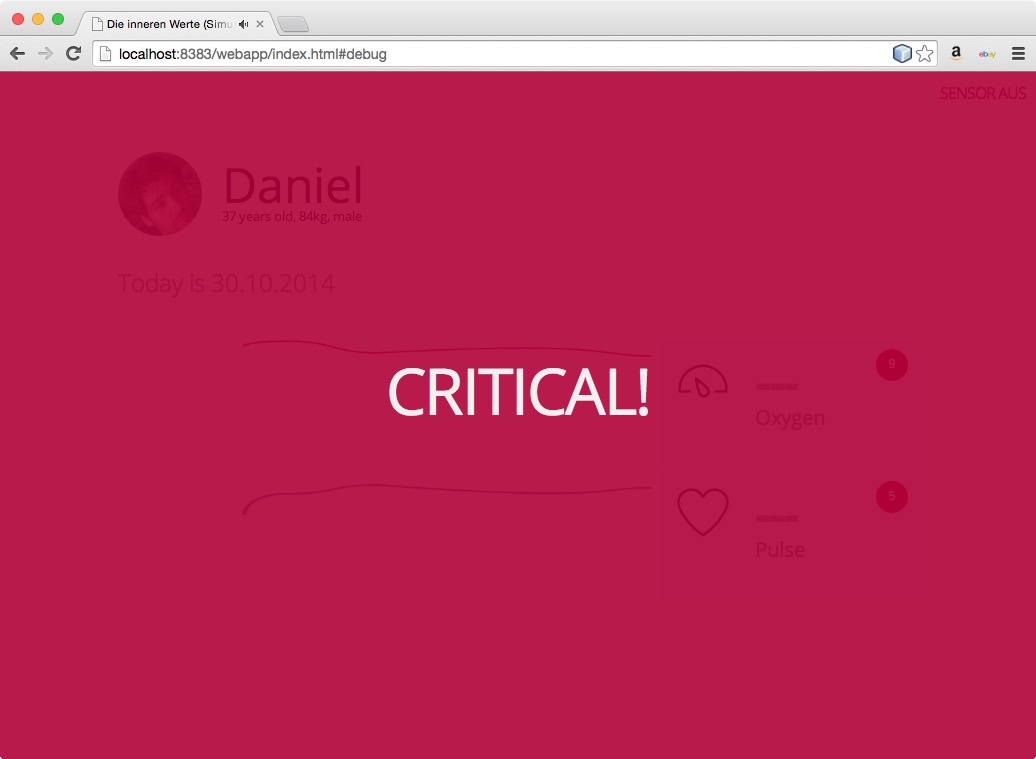 Die inneren Werte (Simu
localhost:8383/webapp/index.html#debug
a
ebay
SENSOR AUS
Daniel
37 years old, 84kg, male
Today is 30.10.2014
CRITICAL!
9
Oxygen
5
Pulse